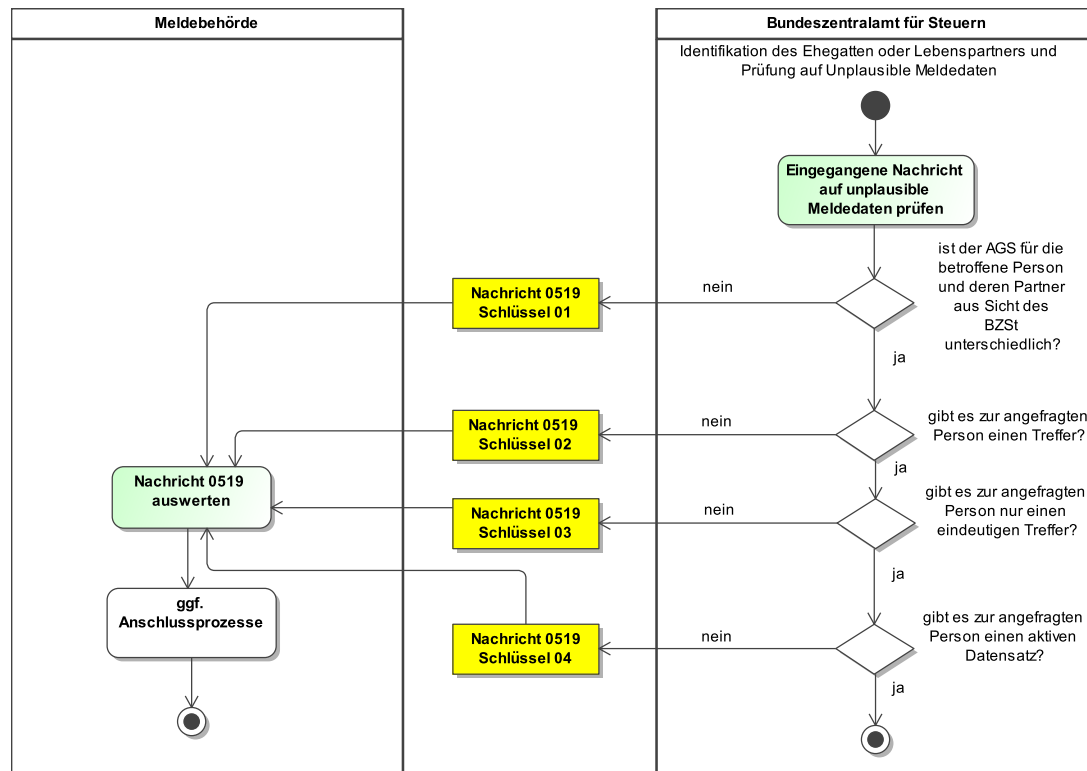 Meldebehörde
Bundeszentralamt für Steuern
Identifikation des Ehegatten oder Lebenspartners und
Prüfung auf Unplausible Meldedaten
Eingegangene Nachricht
auf unplausible
Meldedaten prüfen
ist der AGS für die
betroffene Person
und deren Partner
aus Sicht des
BZSt
unterschiedlich?
nein
Nachricht 0519
Schlüssel 01
ja
gibt es zur angefragten
Person einen Treffer?
nein
Nachricht 0519
Schlüssel 02
ja
gibt es zur angefragten
Person nur einen
eindeutigen Treffer?
nein
Nachricht 0519
Schlüssel 03
Nachricht 0519
auswerten
ja
ggf.
Anschlussprozesse
gibt es zur angefragten
Person einen aktiven
Datensatz?
nein
Nachricht 0519
Schlüssel 04
ja